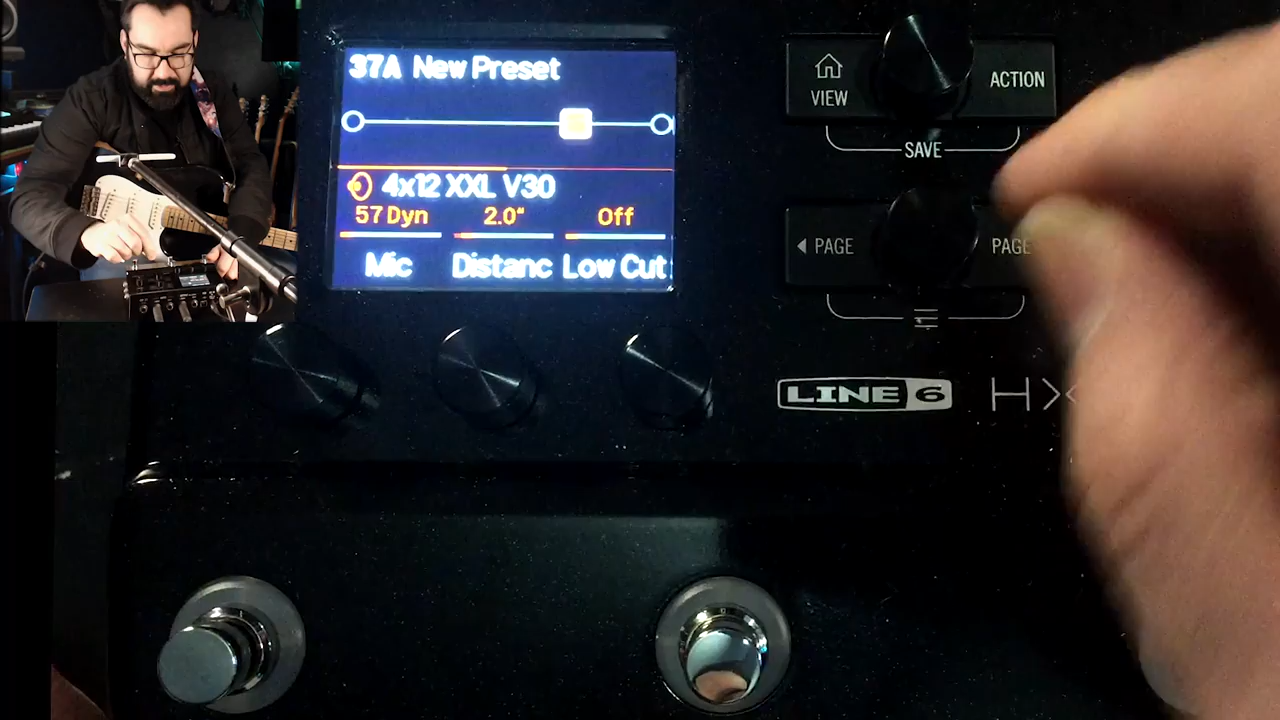 37A New Preset
4x12 XXL V30
57 Dyn 2.0" Off
Mic Distanc Low Cut
VIEW
ACTION
SAVE
PAGE
PAGE
LINE 6 HX